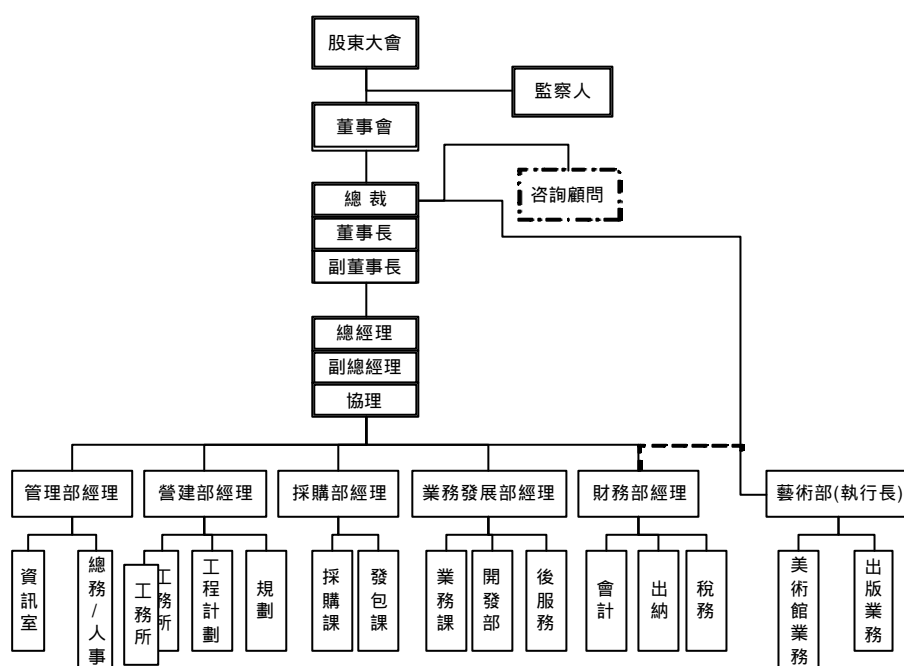 股東大會
監察人
董事會
總 裁
咨詢顧問
董事長
副董事長
總經理
副總經理
協理
管理部經理
營建部經理
採購部經理
業務發展部經理
財務部經理
藝術部(執行長)
資訊室
總務/人事
工務所
工務所
工程計劃
規劃
採購課
發包課
業務課
開發部
後服務
會計
出納
稅務
美術館業務
出版業務